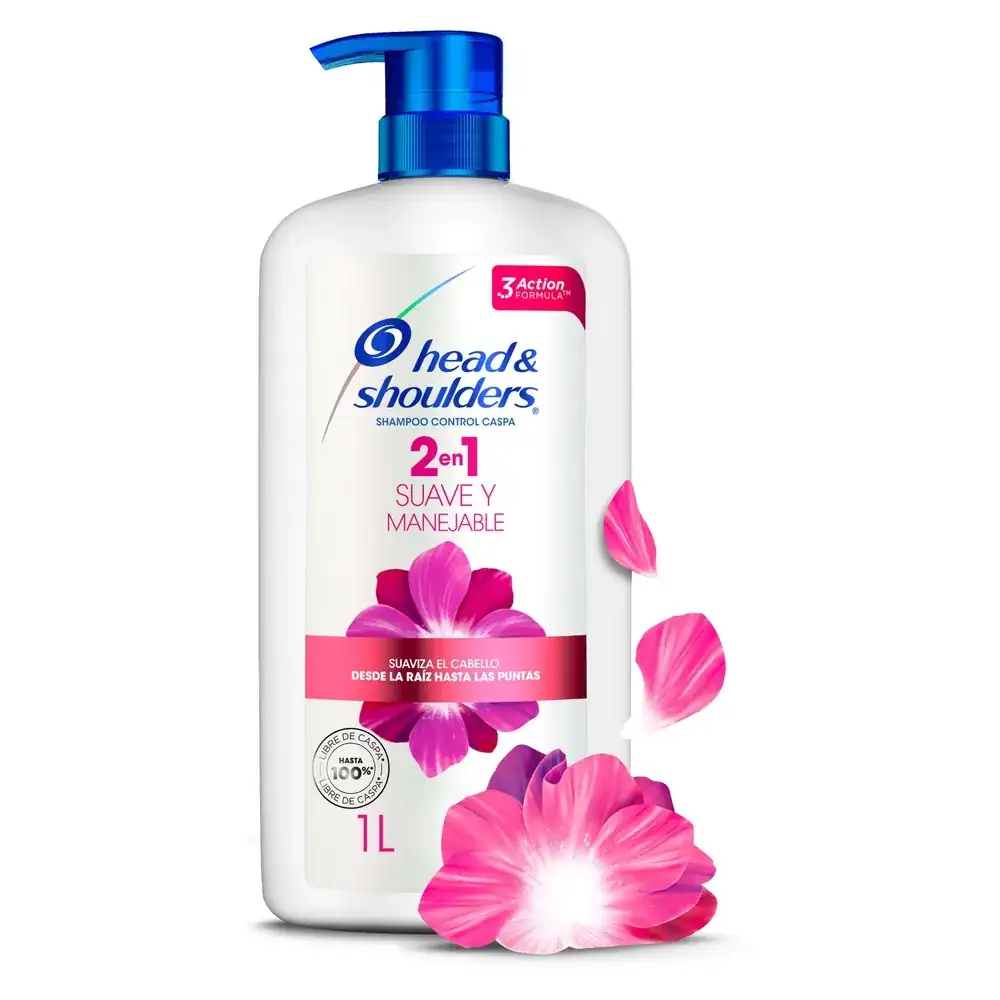 3 Action
FORMULA™
head &
shoulders®
SHAMPOO CONTROL CASPA
2en1
SUAVE Y
MANEJABLE
SUAVIZA EL CABELLO
DESDE LA RAÍZ HASTA LAS PUNTAS
LIBRE DE CASPA*
HASTA
100%*
LIBRE DE CASPA*
1L